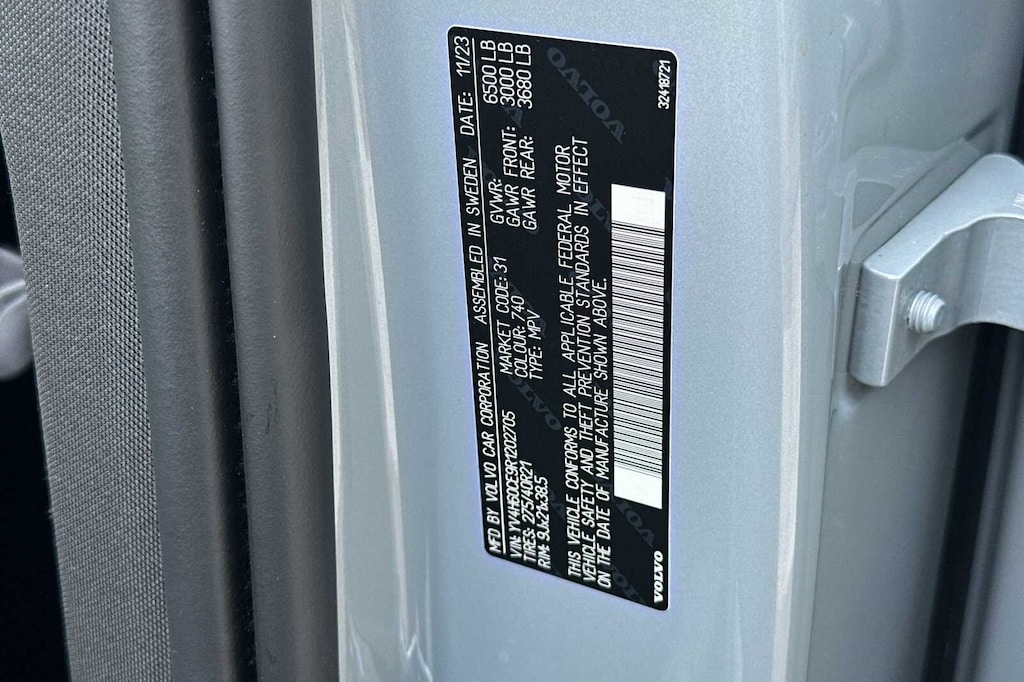 MFD BY VOLVO CAR CORPORATION ASSEMBLED IN SWEDEN DATE: 11/23
VIN: YV4H60CE9R1202705 MARKET CODE: 31 GVWR: 6500 LB
TIRES: 275/40R21 COLOUR: 740 GAWR FRONT: 3000 LB
RIM: 9Jx21x38.5 TYPE: MPV GAWR REAR: 3680 LB
THIS VEHICLE CONFORMS TO ALL APPLICABLE FEDERAL MOTOR
VEHICLE SAFETY AND THEFT PREVENTION STANDARDS IN EFFECT
ON THE DATE OF MANUFACTURE SHOWN ABOVE.
VOLVO 32418721